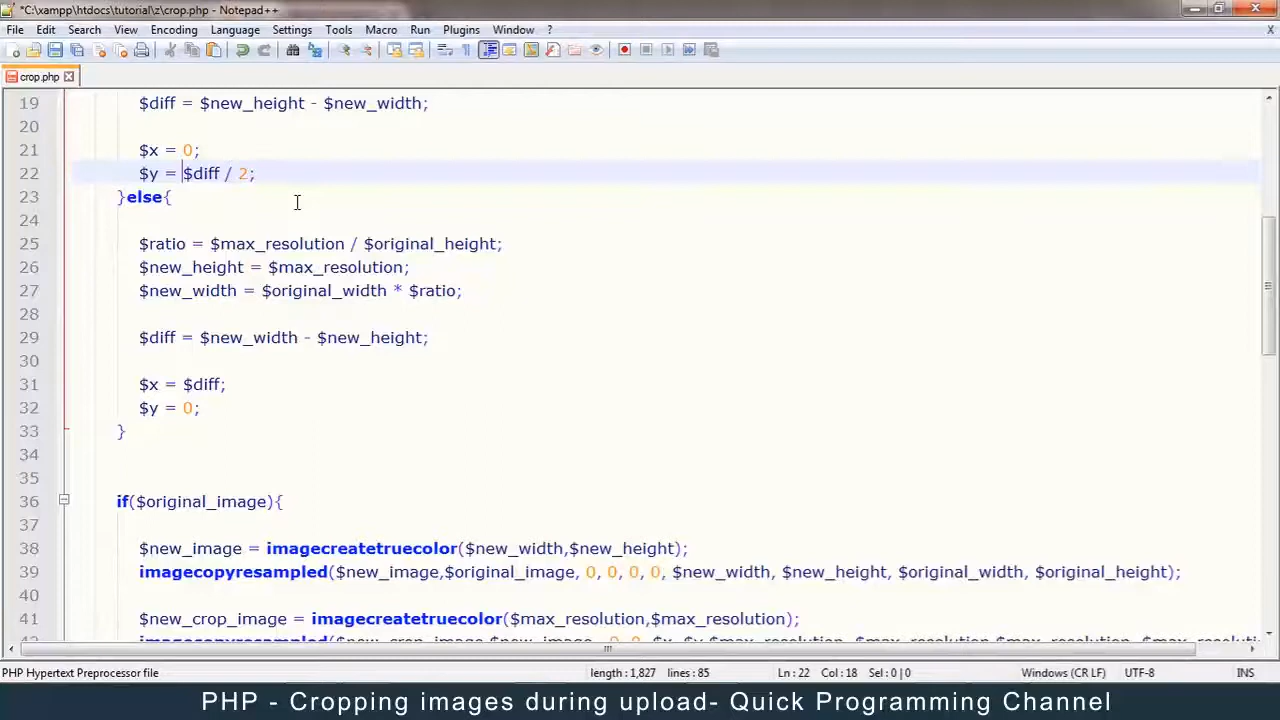 *C:\xampp\htdocs\tutorial\z\crop.php - Notepad++
File Edit Search View Encoding Language Settings Tools Macro Run Plugins Window ? X
crop.php
19 $diff = $new_height - $new_width;
20
21 $x = 0;
22 $y = $diff / 2;
23 }else{
24
25 $ratio = $max_resolution / $original_height;
26 $new_height = $max_resolution;
27 $new_width = $original_width * $ratio;
28
29 $diff = $new_width - $new_height;
30
31 $x = $diff;
32 $y = 0;
33 }
34
35
36 if($original_image){
37
38 $new_image = imagecreatetruecolor($new_width,$new_height);
39 imagecopyresampled($new_image,$original_image, 0, 0, 0, 0, $new_width, $new_height, $original_width, $original_height);
40
41 $new_crop_image = imagecreatetruecolor($max_resolution,$max_resolution);
PHP Hypertext Preprocessor file length : 1,827 lines : 85 Ln : 22 Col : 18 Sel : 0 | 0 Windows (CR LF) UTF-8 INS
PHP - Cropping images during upload- Quick Programming Channel